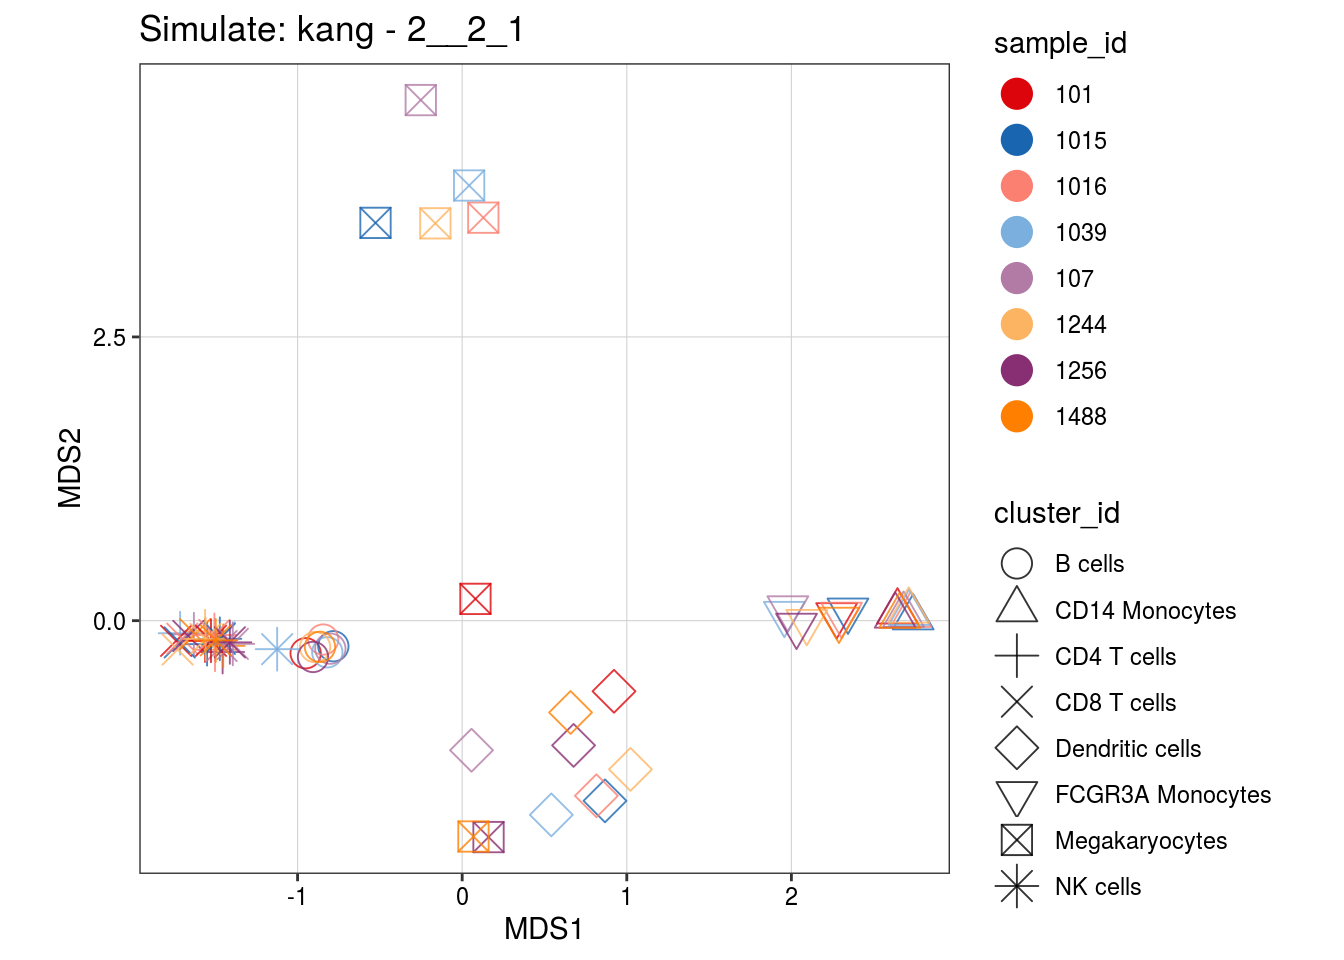 Simulate: kang - 2__2_1
MDS2
2.5
0.0
-1
0
1
2
MDS1
sample_id
101
1015
1016
1039
107
1244
1256
1488
cluster_id
B cells
CD14 Monocytes
CD4 T cells
CD8 T cells
Dendritic cells
FCGR3A Monocytes
Megakaryocytes
NK cells